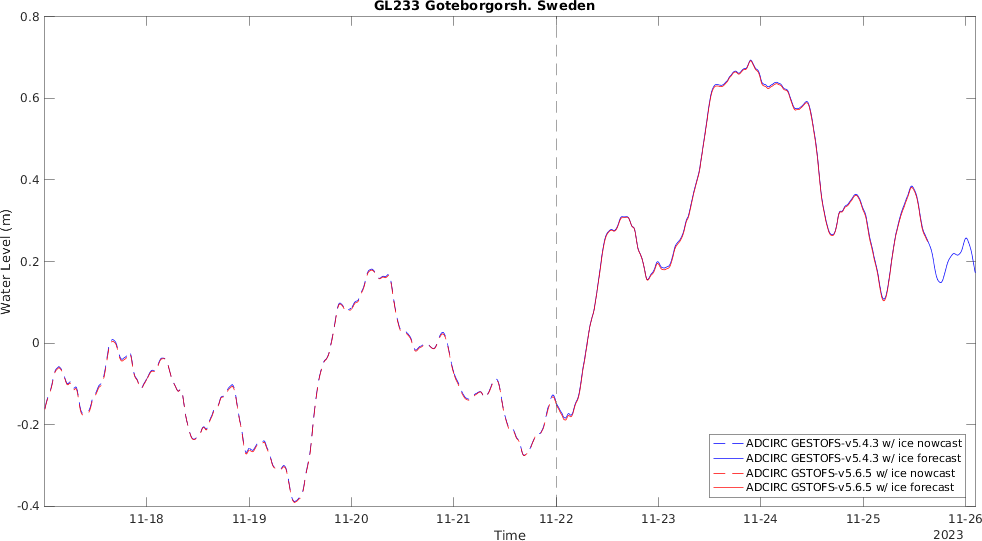 GL233 Goteborgorsh. Sweden
Water Level (m)
0.8
0.6
0.4
0.2
0
-0.2
-0.4
11-18 11-19 11-20 11-21 11-22 11-23 11-24 11-25 11-26
Time
2023
ADCIRC GESTOFS-v5.4.3 w/ ice nowcast
ADCIRC GESTOFS-v5.4.3 w/ ice forecast
ADCIRC GSTOFS-v5.6.5 w/ ice nowcast
ADCIRC GSTOFS-v5.6.5 w/ ice forecast